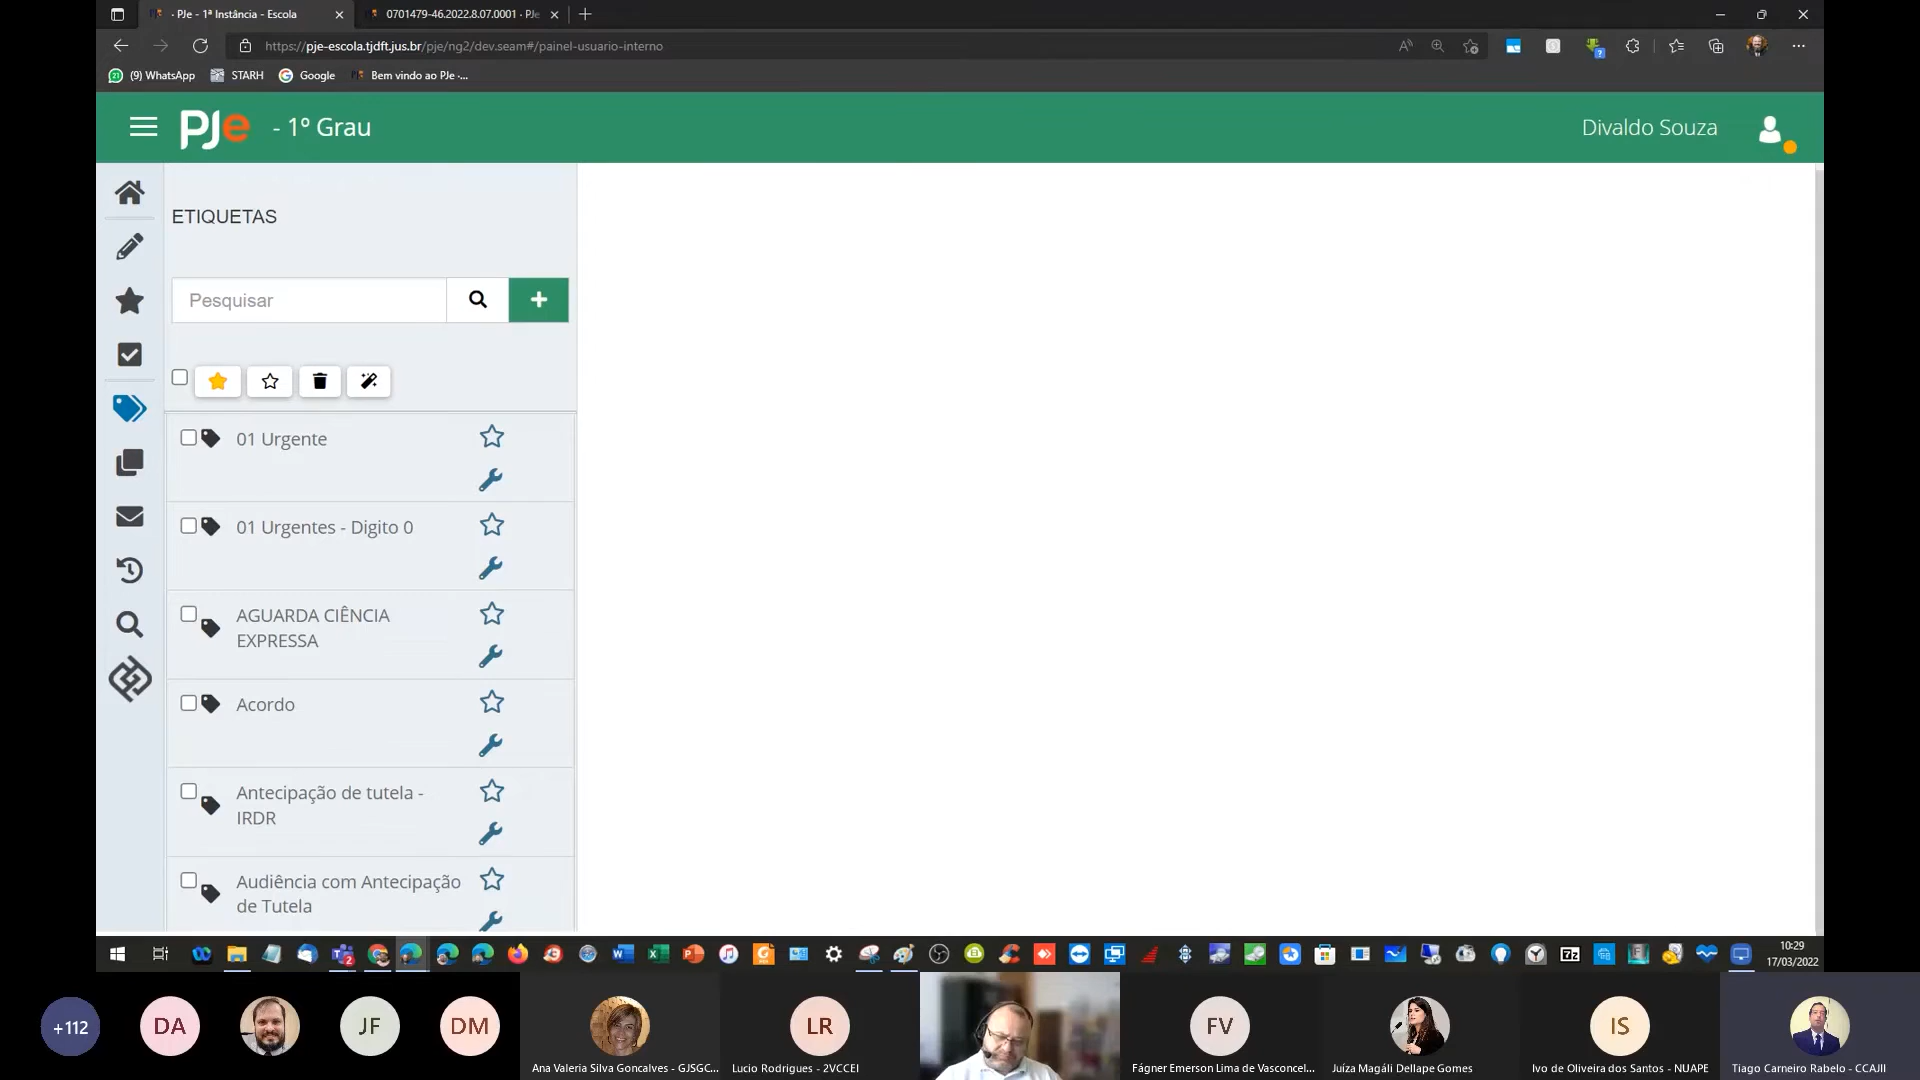 · PJe - 1ª Instância - Escola
0701479-46.2022.8.07.0001 · PJe
https://pje-escola.tjdft.jus.br/pje/ng2/dev.seam#/painel-usuario-interno
(9) WhatsApp
STARH
Google
Bem vindo ao PJe ·...
PJe - 1º Grau
Divaldo Souza
ETIQUETAS
Pesquisar
01 Urgente
01 Urgentes - Digito 0
AGUARDA CIÊNCIA
EXPRESSA
Acordo
Antecipação de tutela -
IRDR
Audiência com Antecipação
de Tutela
10:29
17/03/2022
+112
DA
JF
DM
LR
FV
IS
Ana Valeria Silva Goncalves - GJSGC...
Lucio Rodrigues - 2VCCEI
Fágner Emerson Lima de Vasconcel...
Juíza Magáli Dellape Gomes
Ivo de Oliveira dos Santos - NUAPE
Tiago Carneiro Rabelo - CCAJII